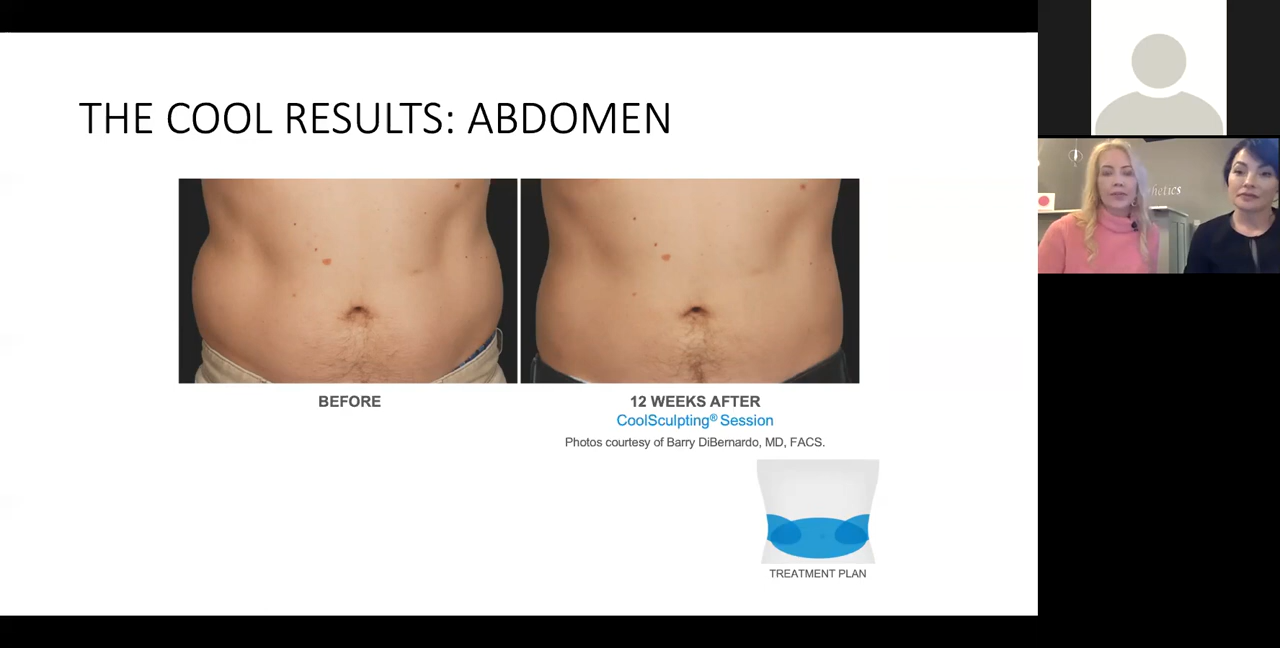 THE COOL RESULTS: ABDOMEN
BEFORE
12 WEEKS AFTER
CoolSculpting® Session
Photos courtesy of Barry DiBernardo, MD, FACS.
TREATMENT PLAN